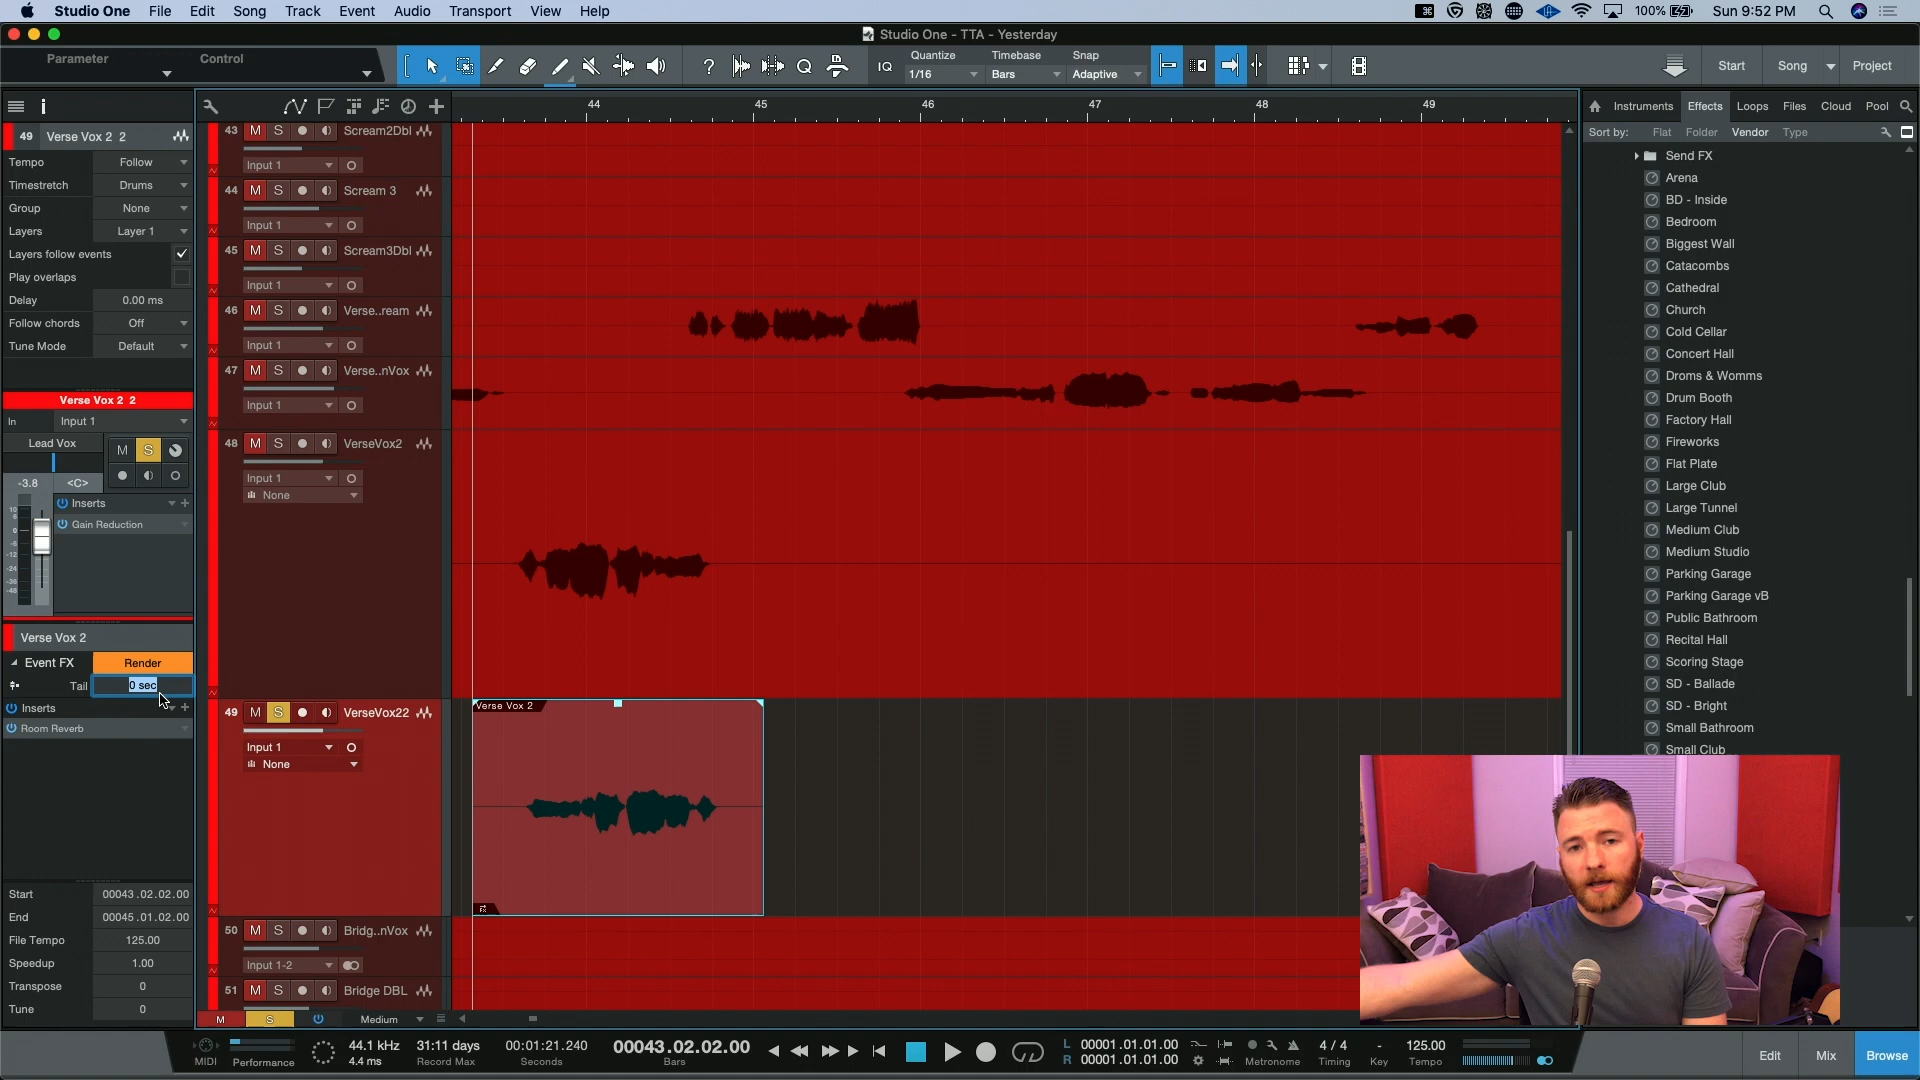 Studio One File Edit Song Track Event Audio Transport View Help 100% Sun 9:52 PM
Studio One - TTA - Yesterday
Parameter Control
Quantize Timebase Snap
? Q IQ 1/16 Bars Adaptive
Start Song Project
i
44 45 46 47 48 49
Instruments Effects Loops Files Cloud Pool
Sort by: Flat Folder Vendor Type
49 Verse Vox 2 2
Tempo Follow
Timestretch Drums
Group None
Layers Layer 1
Layers follow events
Play overlaps
Delay 0.00 ms
Follow chords Off
Tune Mode Default
Verse Vox 2 2
In Input 1
Lead Vox M S
-3.8 <C>
Inserts
Gain Reduction
10
Verse Vox 2
Event FX Render
Tail 0 sec
Inserts
Room Reverb
Start 00043.02.02.00
End 00045.01.02.00
File Tempo 125.00
Speedup 1.00
Transpose 0
Tune 0
43 M S Scream2Dbl
Input 1
44 M S Scream 3
Input 1
45 M S Scream3Dbl
Input 1
46 M S Verse..ream
Input 1
47 M S Verse..nVox
Input 1
48 M S VerseVox2
Input 1
None
49 M S VerseVox22
Input 1
None
Verse Vox 2
50 M S Bridg..nVox
Input 1-2
51 M S Bridge DBL
M S Medium
Send FX
Arena
BD - Inside
Bedroom
Biggest Wall
Catacombs
Cathedral
Church
Cold Cellar
Concert Hall
Droms & Womms
Drum Booth
Factory Hall
Fireworks
Flat Plate
Large Club
Large Tunnel
Medium Club
Medium Studio
Parking Garage
Parking Garage vB
Public Bathroom
Recital Hall
Scoring Stage
SD - Ballade
SD - Bright
Small Bathroom
Small Club
MIDI Performance
44.1 kHz
4.4 ms
31:11 days
Record Max
00:01:21.240
Seconds
00043.02.02.00
Bars
L 00001.01.01.00
R 00001.01.01.00
Metronome
4 / 4
Timing
-
Key
125.00
Tempo
Edit Mix Browse